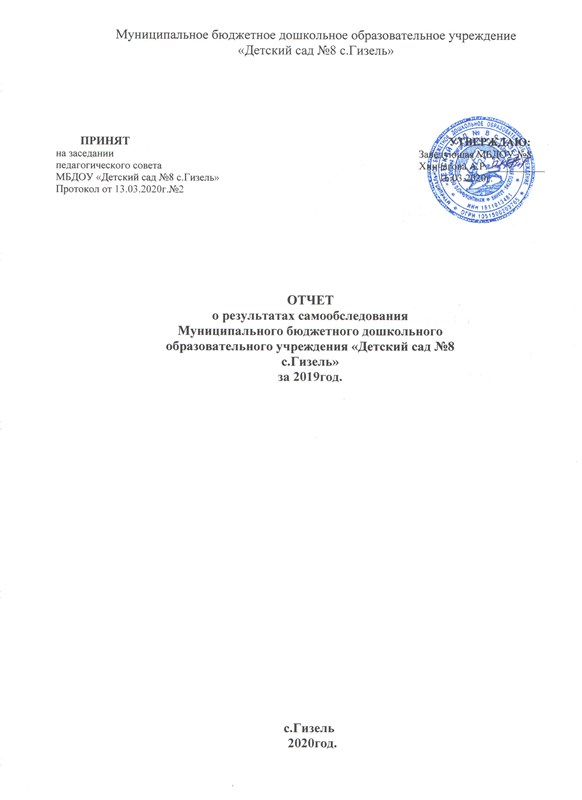 Муниципальное бюджетное дошкольное образовательное учреждение
«Детский сад №8 с.Гизель»
ПРИНЯТ
на заседании
педагогического совета
МБДОУ «Детский сад №8 с.Гизель»
Протокол от 13.03.2020г.№2
УТВЕРЖДАЮ:
Заведующая МБДОУ №8
ОТЧЕТ
о результатах самообследования
Муниципального бюджетного дошкольного
образовательного учреждения «Детский сад №8
с.Гизель»
за 2019год.
с.Гизель
2020год.